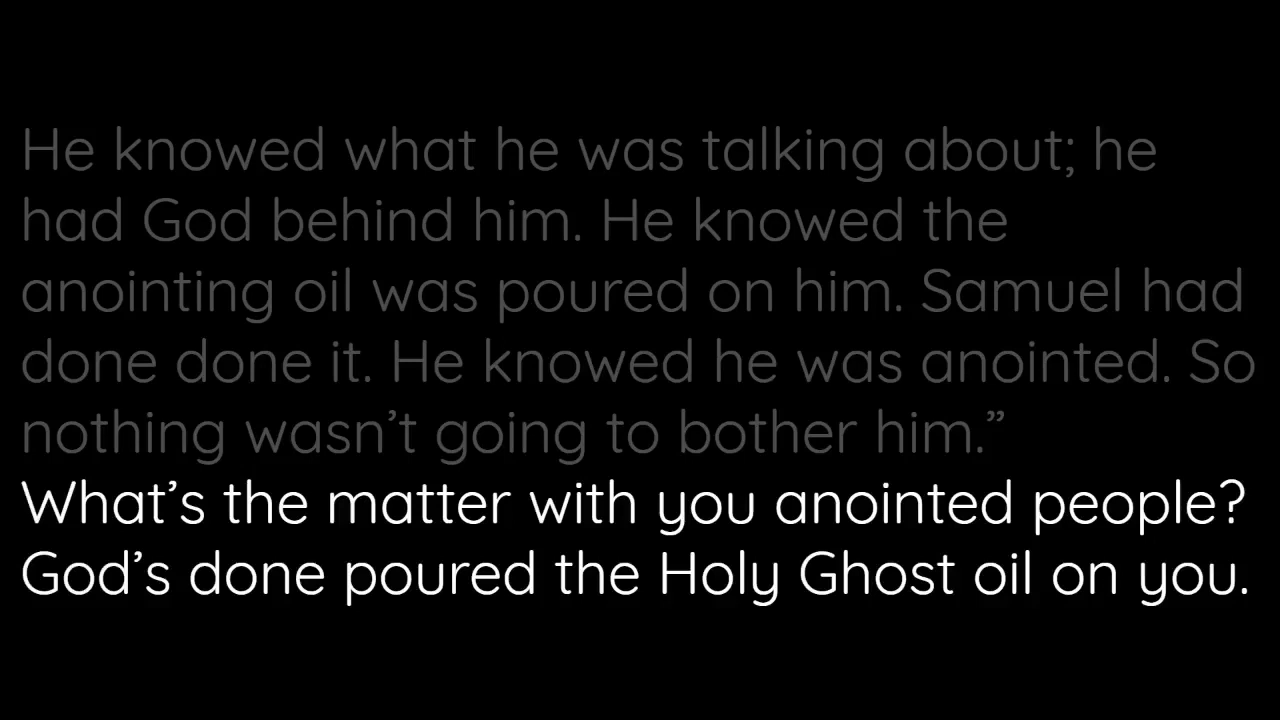 He knowed what he was talking about; he
had God behind him. He knowed the
anointing oil was poured on him. Samuel had
done done it. He knowed he was anointed. So
nothing wasn’t going to bother him.”
What’s the matter with you anointed people?
God’s done poured the Holy Ghost oil on you.